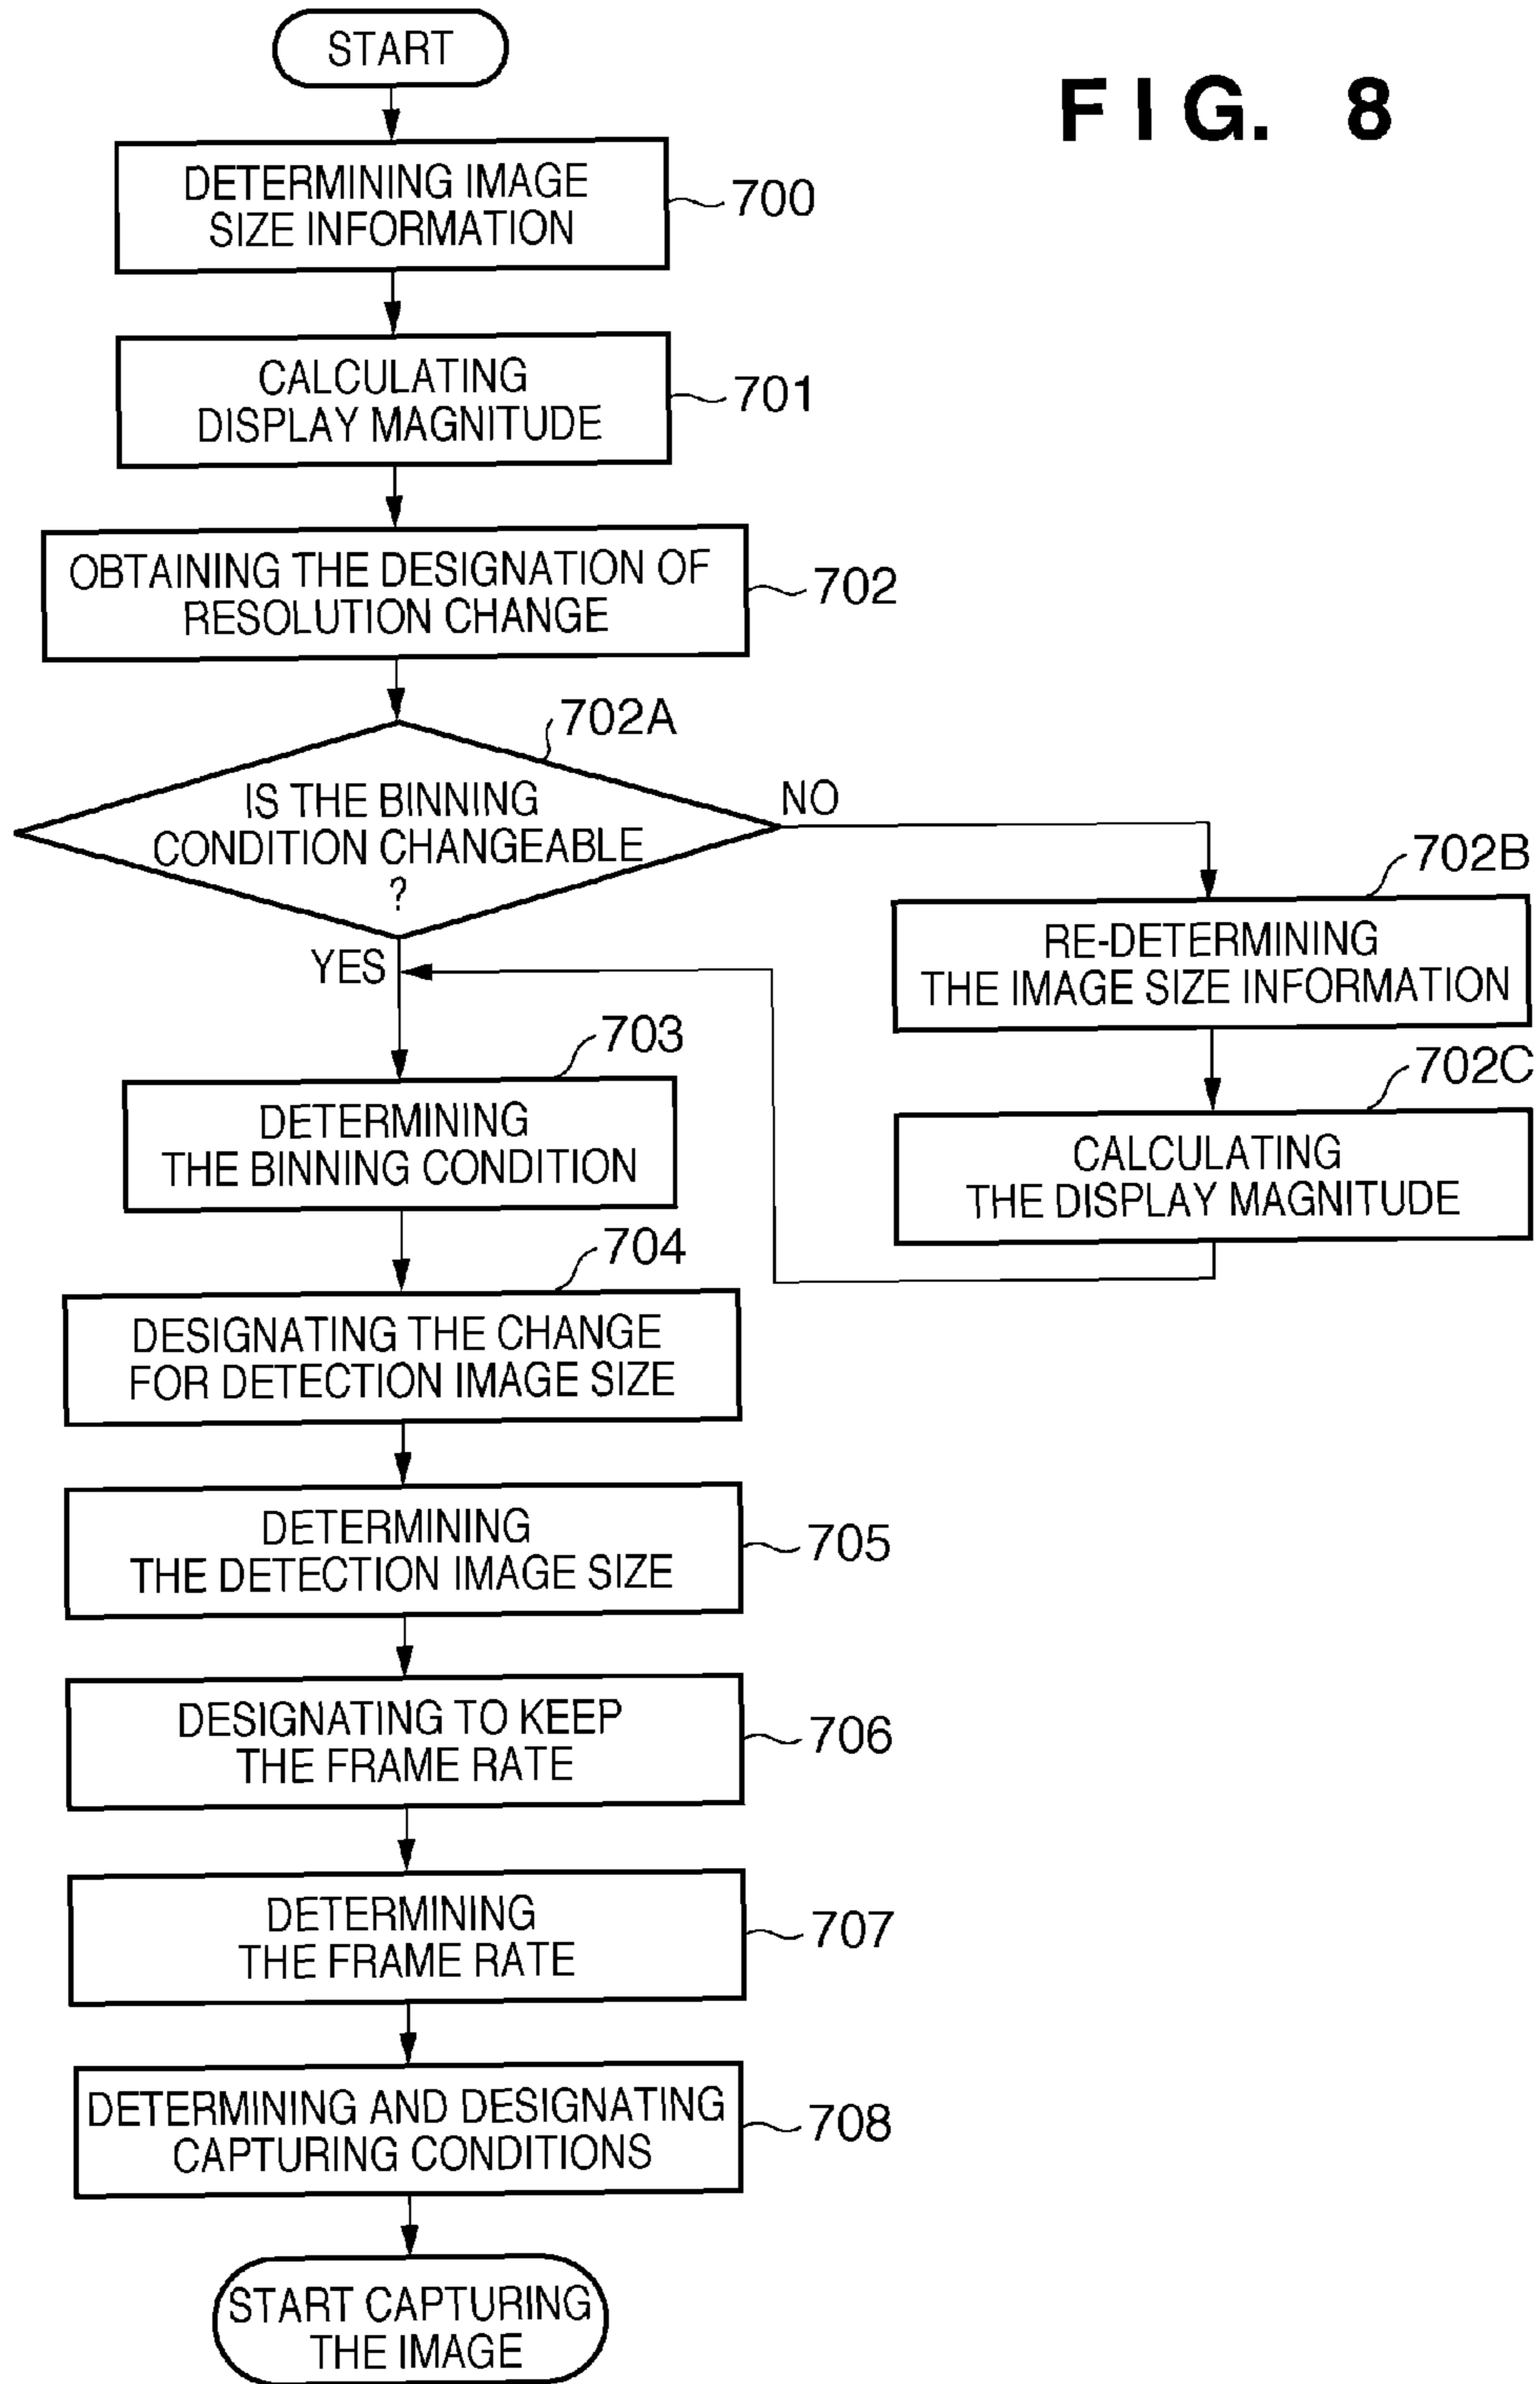 START
FIG. 8
DETERMINING IMAGE
SIZE INFORMATION
700
CALCULATING
DISPLAY MAGNITUDE
701
OBTAINING THE DESIGNATION OF
RESOLUTION CHANGE
702
702A
IS THE BINNING
CONDITION CHANGEABLE
?
NO
YES
702B
RE-DETERMINING
THE IMAGE SIZE INFORMATION
702C
CALCULATING
THE DISPLAY MAGNITUDE
703
DETERMINING
THE BINNING CONDITION
704
DESIGNATING THE CHANGE
FOR DETECTION IMAGE SIZE
DETERMINING
THE DETECTION IMAGE SIZE
705
DESIGNATING TO KEEP
THE FRAME RATE
706
DETERMINING
THE FRAME RATE
707
DETERMINING AND DESIGNATING
CAPTURING CONDITIONS
708
START CAPTURING
THE IMAGE